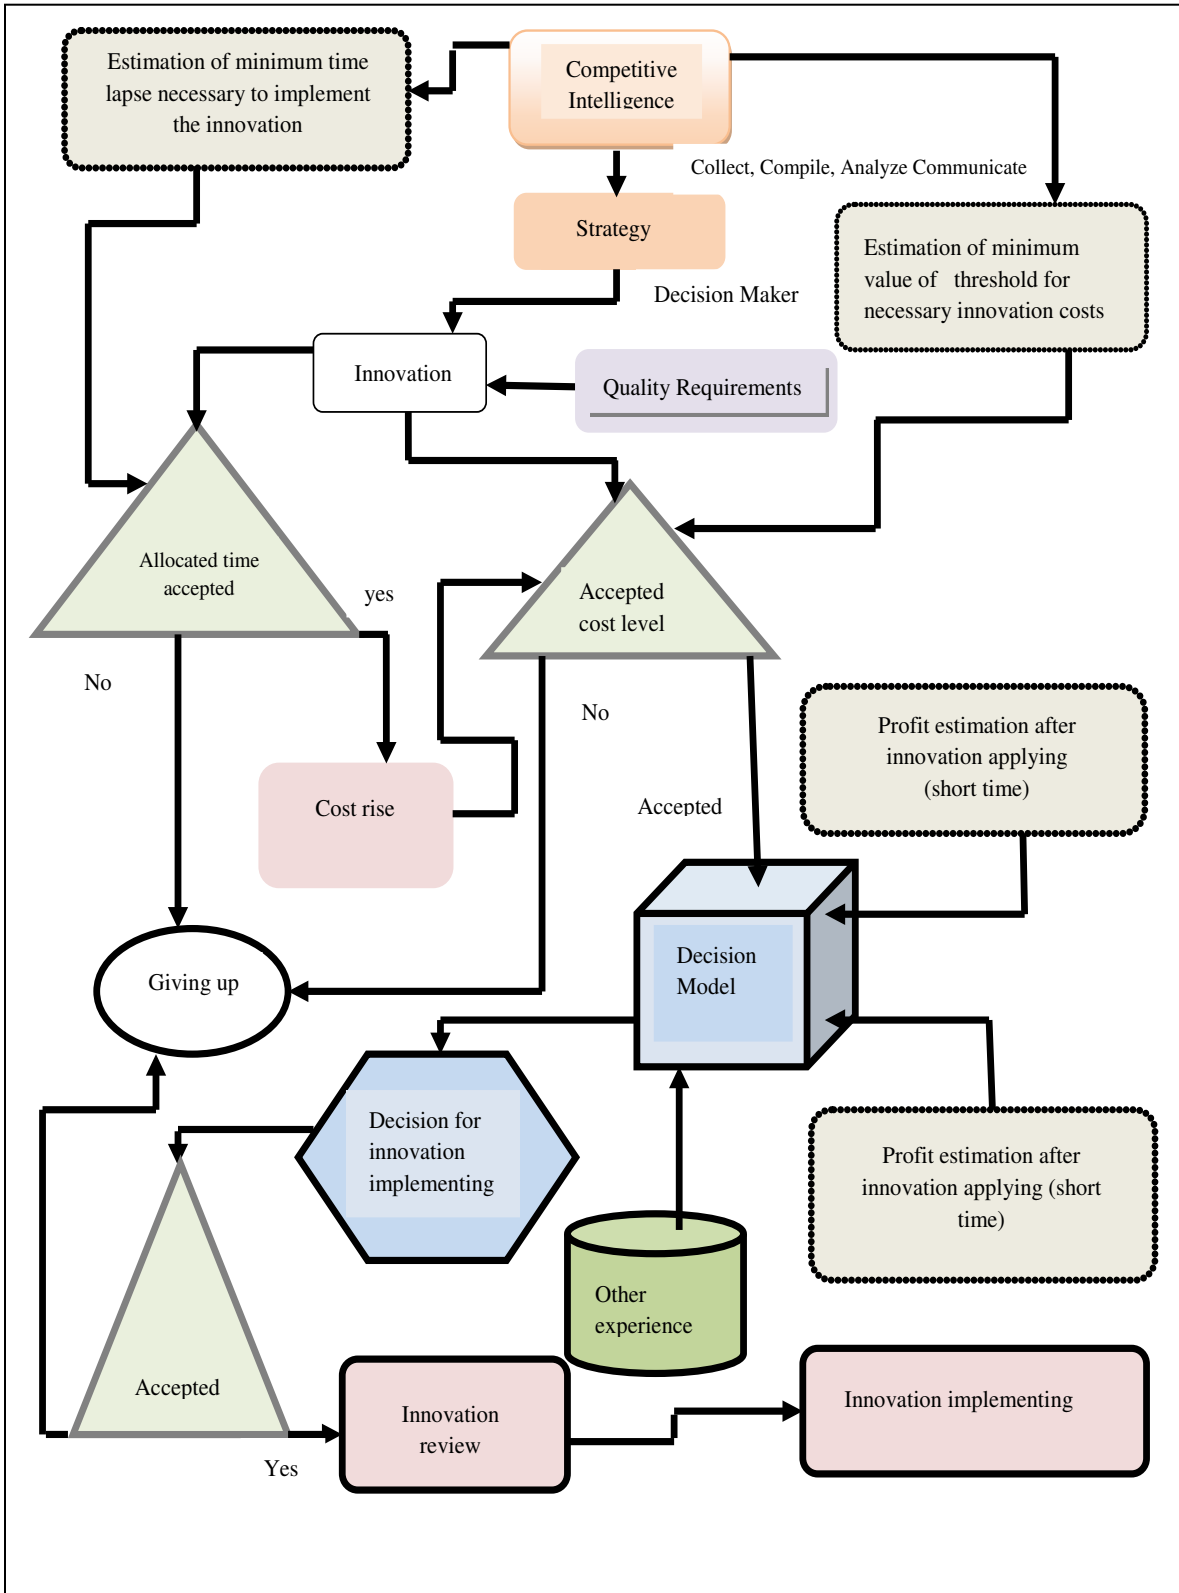 Estimation of minimum time
lapse necessary to implement
the innovation
Competitive
Intelligence
Collect, Compile, Analyze Communicate
Strategy
Estimation of minimum
value of threshold for
necessary innovation costs
Decision Maker
Innovation
Quality Requirements
Allocated time
accepted
yes
Accepted
cost level
No
No
Profit estimation after
innovation applying
(short time)
Cost rise
Accepted
Decision
Model
Giving up
Decision for
innovation
implementing
Profit estimation after
innovation applying (short
time)
Other
experience
Accepted
Innovation
review
Innovation implementing
Yes